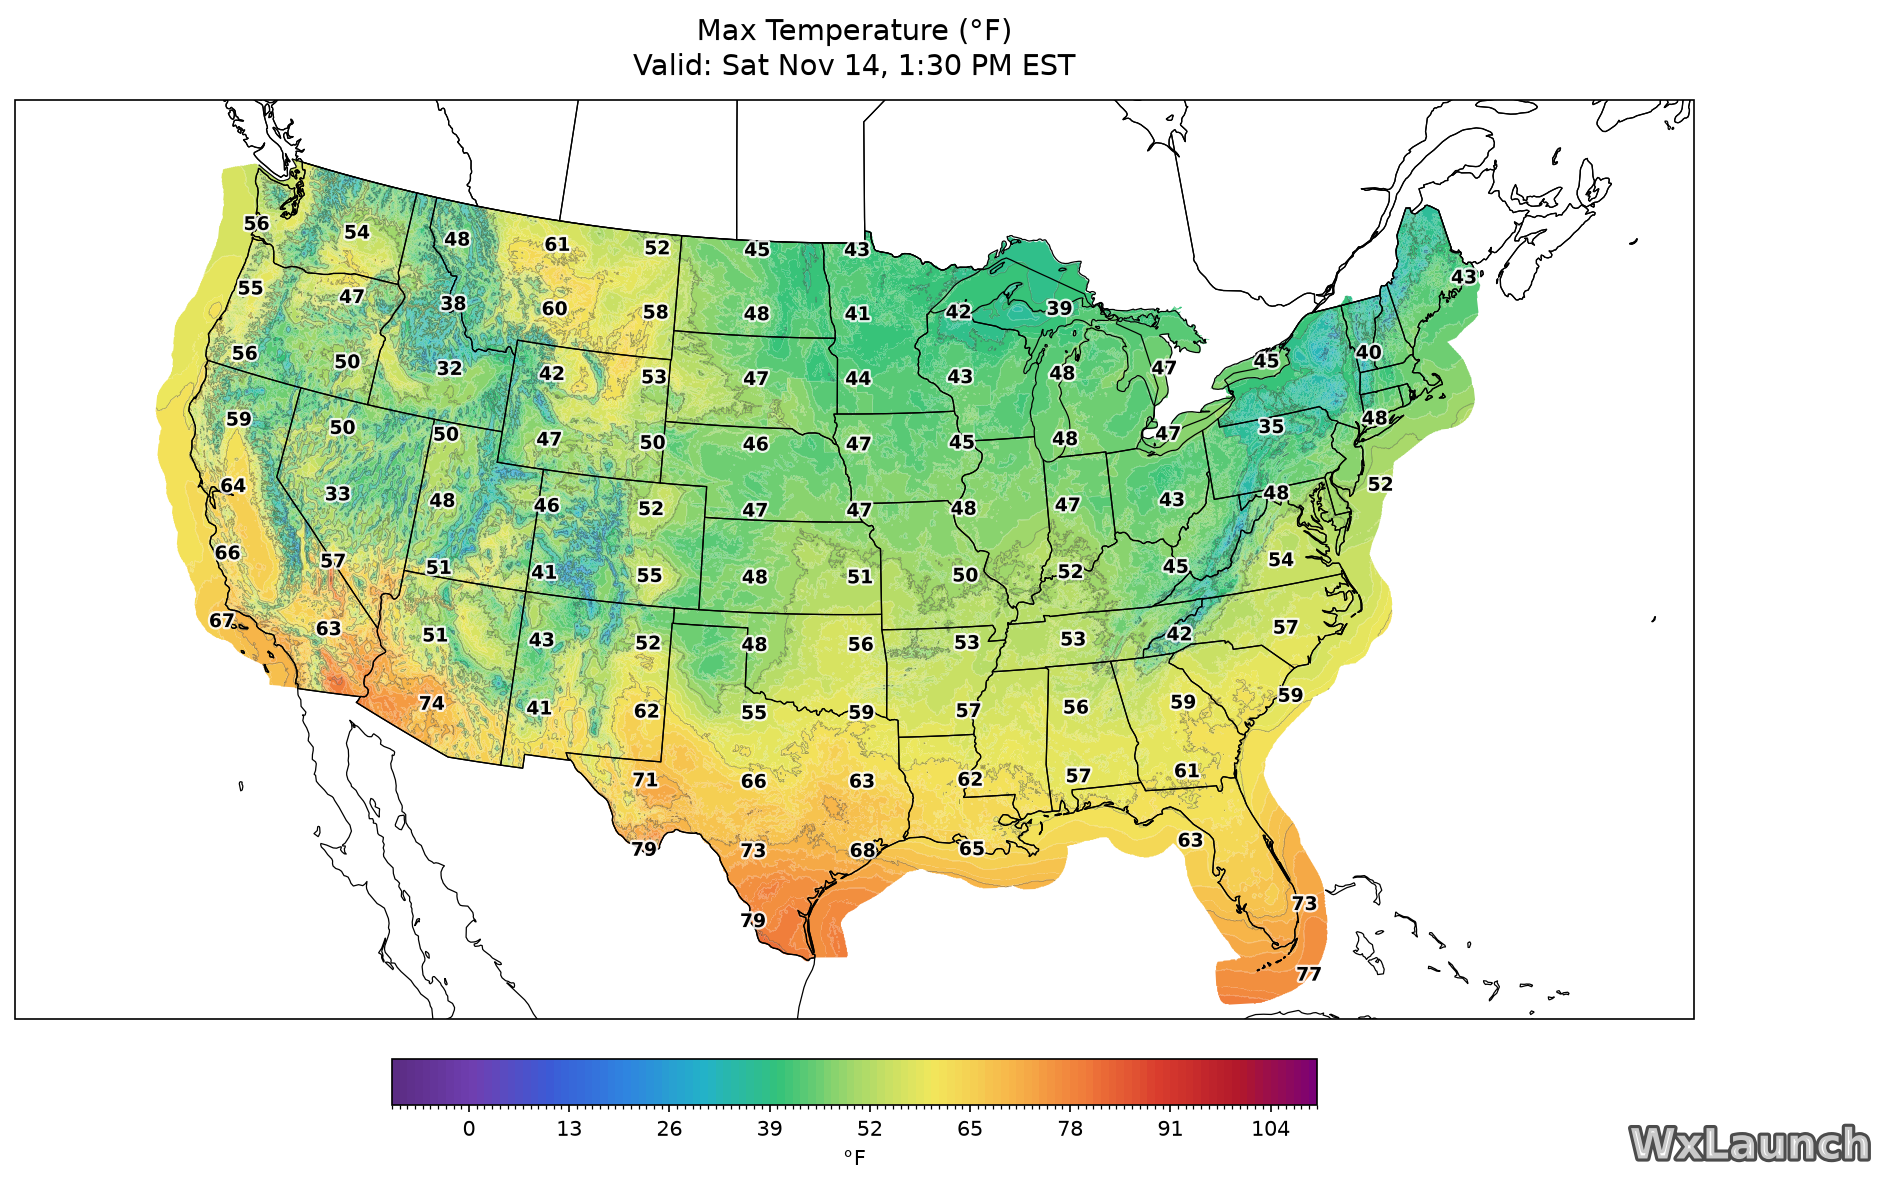 Max Temperature (°F)
Valid: Sat Nov 14, 1:30 PM EST
56 54 48 61 52 45 43 43
55 47 38 60 58 48 41 42 39
56 50 32 42 53 47 44 43 48 47 45 40
59 50 50 47 50 46 47 45 48 47 35 48
64 33 48 46 52 47 47 48 47 43 48 52
66 57 51 41 55 48 51 50 52 45 54
67 63 51 43 52 48 56 53 53 42 57
74 41 62 55 59 57 56 59 59
71 66 63 62 57 61
79 73 68 65 63
79 73
77
0 13 26 39 52 65 78 91 104
°F
WxLaunch